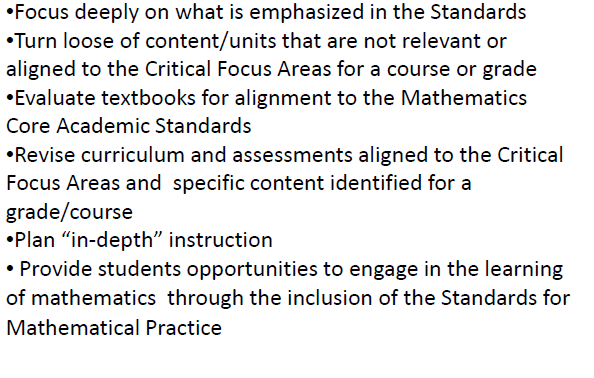 •Focus deeply on what is emphasized in the Standards
•Turn loose of content/units that are not relevant or
aligned to the Critical Focus Areas for a course or grade
•Evaluate textbooks for alignment to the Mathematics
Core Academic Standards
•Revise curriculum and assessments aligned to the Critical
Focus Areas and  specific content identified for a
grade/course
•Plan “in-depth” instruction
• Provide students opportunities to engage in the learning
of mathematics  through the inclusion of the Standards for
Mathematical Practice